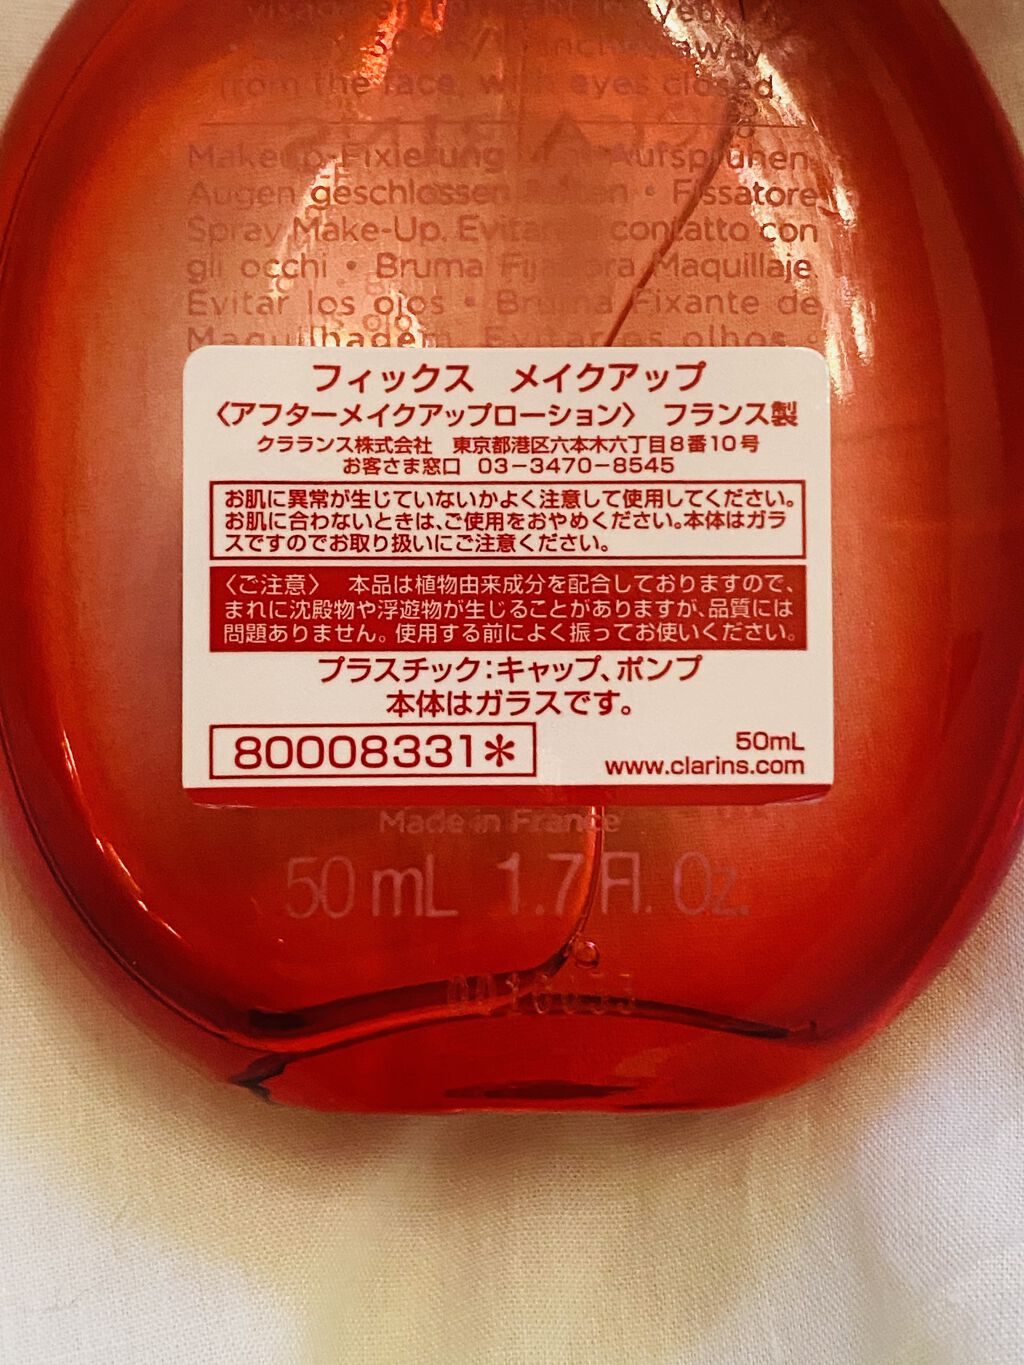 away
from the face, with eyes closed.
Makeup-Fixierung Aufsprühen,
Augen geschlossen halten • Fissatore
Spray Make-Up. Evitare il contatto con
gli occhi • Bruma Fijadora Maquillaje.
Evitar los ojos • Bruma Fixante de
Maquilhagem. Evitar os olhos •
フィックス メイクアップ
〈アフターメイクアップローション〉 フランス製
クラランス株式会社 東京都港区六本木六丁目8番10号
お客さま窓口 03-3470-8545
お肌に異常が生じていないかよく注意して使用してください。
お肌に合わないときは、ご使用をおやめください。本体はガラ
スですのでお取り扱いにご注意ください。
〈ご注意〉 本品は植物由来成分を配合しておりますので、
まれに沈殿物や浮遊物が生じることがありますが、品質には
問題ありません。使用する前によく振ってお使いください。
プラスチック:キャップ、ポンプ
本体はガラスです。
80008331*
50mL
www.clarins.com
Made in France
50 mL 1.7 Fl. Oz.